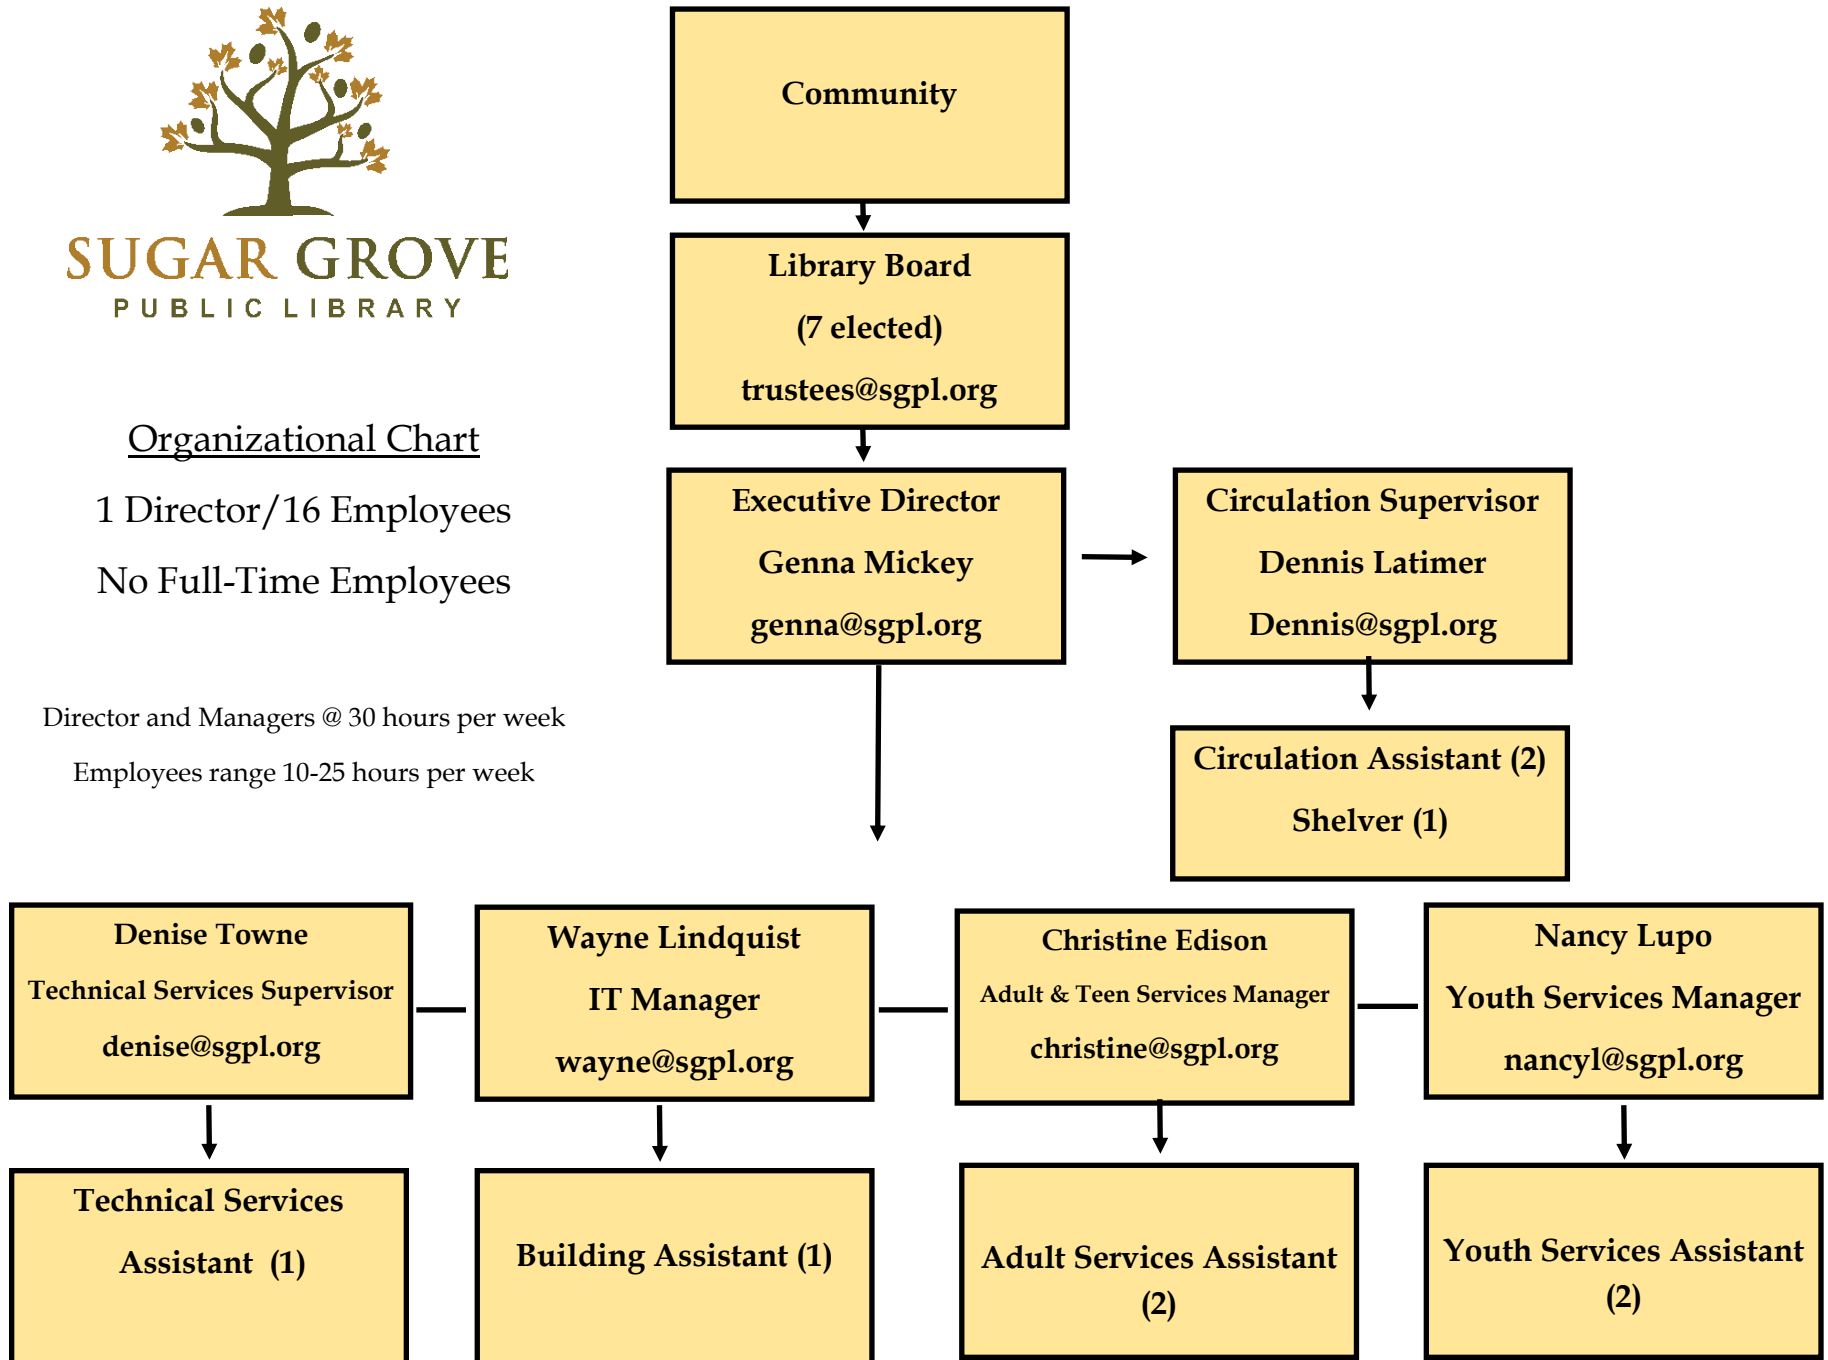 SUGAR GROVE
PUBLIC LIBRARY
Organizational Chart
1 Director/16 Employees
No Full-Time Employees
Director and Managers @ 30 hours per week
Employees range 10-25 hours per week
Community
Library Board
(7 elected)
trustees@sgpl.org
Executive Director
Genna Mickey
genna@sgpl.org
Circulation Supervisor
Dennis Latimer
Dennis@sgpl.org
Circulation Assistant (2)
Shelver (1)
Denise Towne
Technical Services Supervisor
denise@sgpl.org
Wayne Lindquist
IT Manager
wayne@sgpl.org
Christine Edison
Adult & Teen Services Manager
christine@sgpl.org
Nancy Lupo
Youth Services Manager
nancyl@sgpl.org
Technical Services
Assistant (1)
Building Assistant (1)
Adult Services Assistant
(2)
Youth Services Assistant
(2)